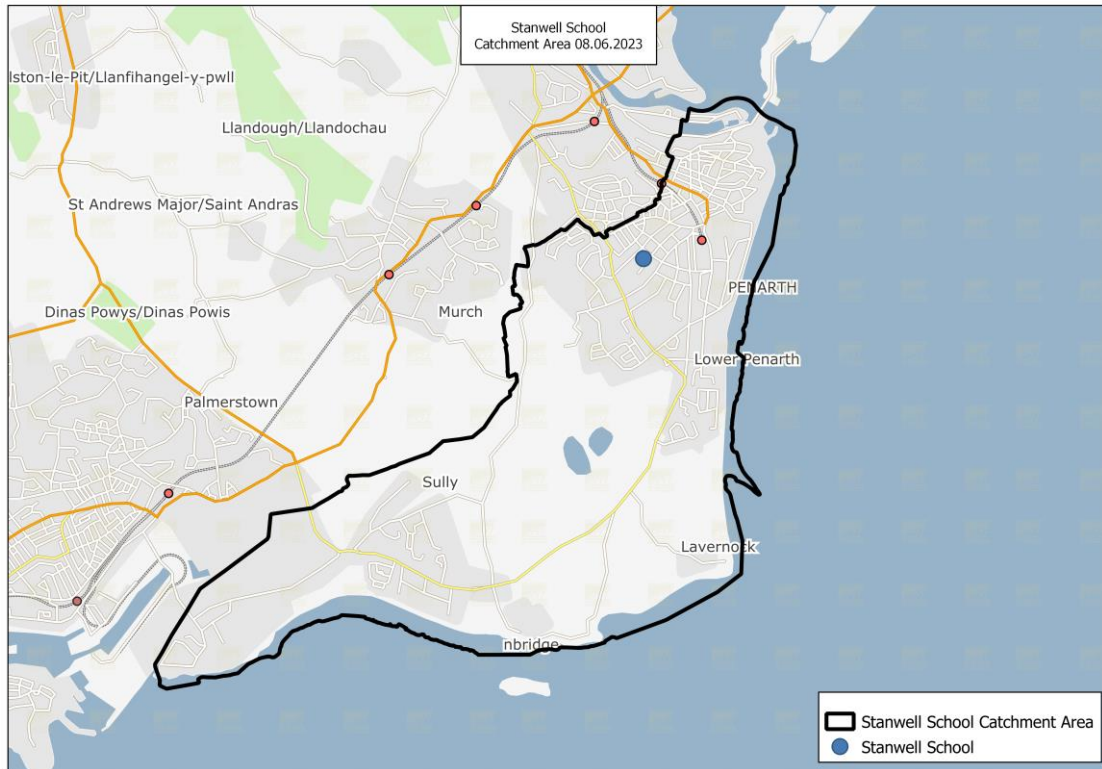 Stanwell School
Catchment Area 08.06.2023
lston-le-Pit/Llanfihangel-y-pwll
Llandough/Llandochau
St Andrews Major/Saint Andras
PENARTH
Dinas Powys/Dinas Powis
Murch
Lower Penarth
Palmerstown
Sully
Lavernock
nbridge
Stanwell School Catchment Area
Stanwell School